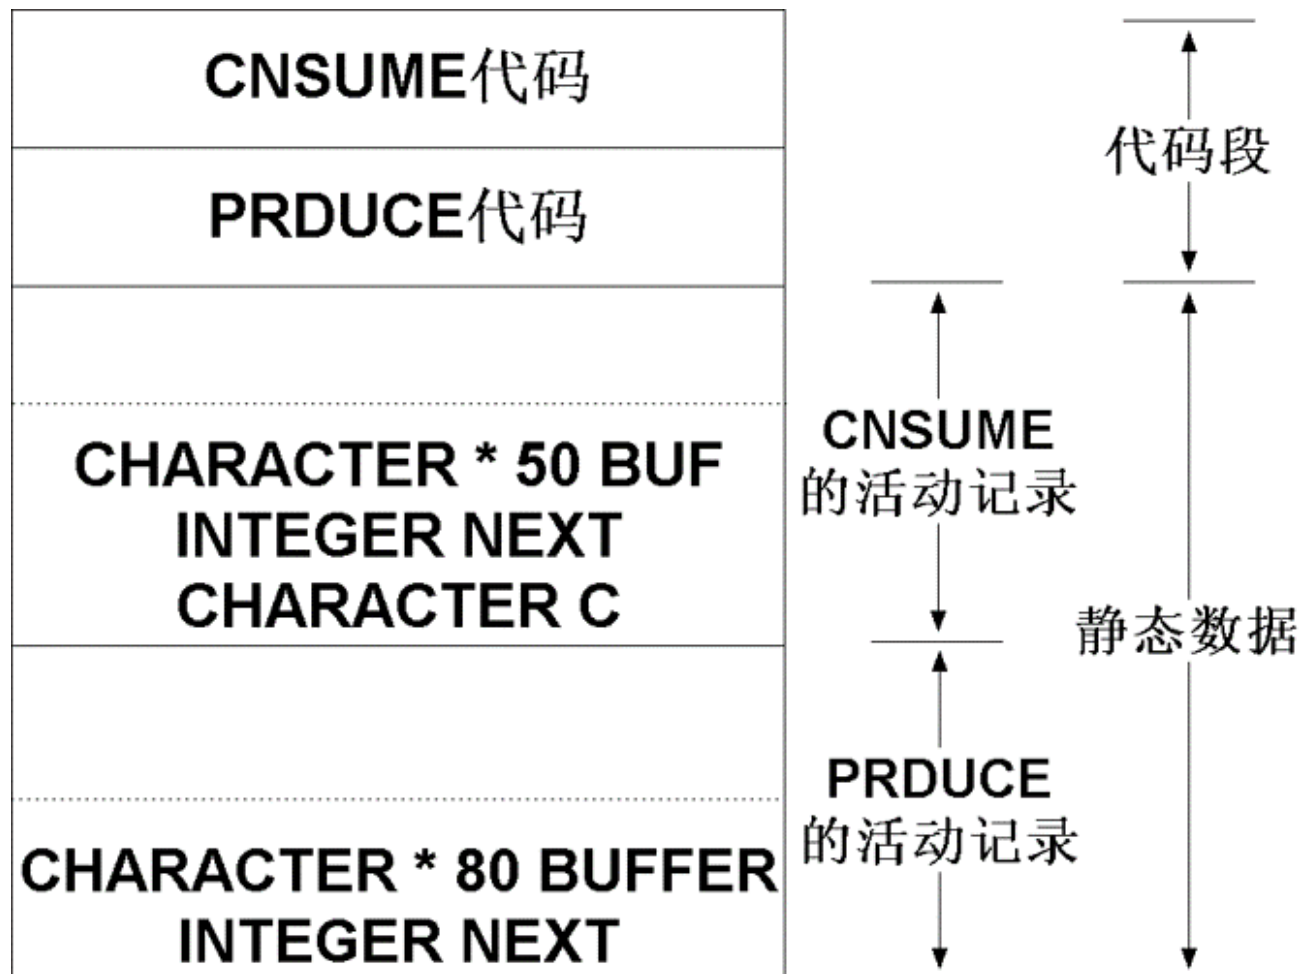 CNSUME代码
PRDUCE代码
CHARACTER * 50 BUF
INTEGER NEXT
CHARACTER C
CHARACTER * 80 BUFFER
INTEGER NEXT
CNSUME
的活动记录
PRDUCE
的活动记录
代码段
静态数据